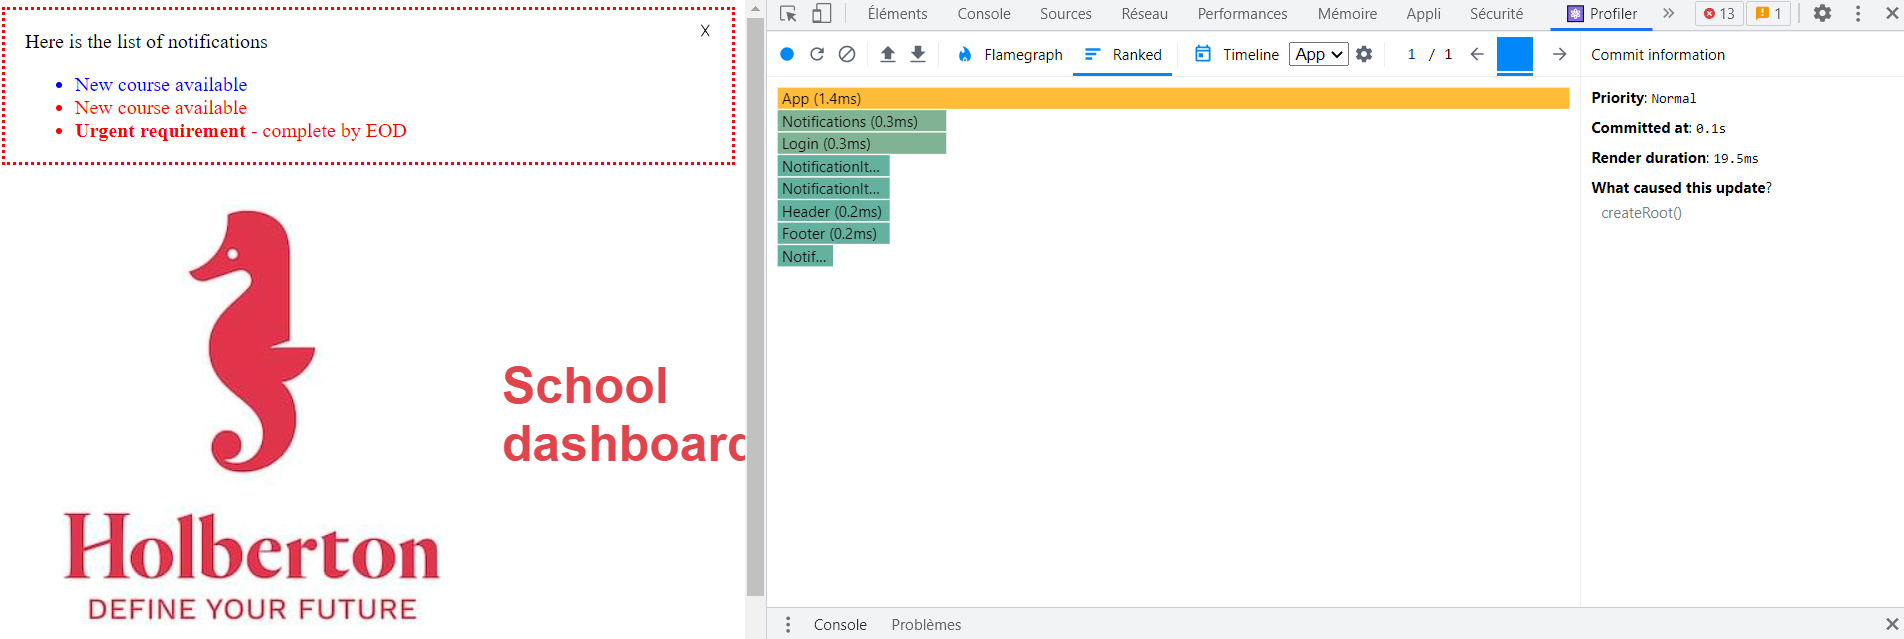 Here is the list of notifications
X
New course available
New course available
Urgent requirement - complete by EOD
School
dashboard
Holberton
DEFINE YOUR FUTURE
Éléments Console Sources Réseau Performances Mémoire Appli Sécurité Profiler 13 1
Flamegraph Ranked Timeline App 1 / 1 Commit information
App (1.4ms)
Notifications (0.3ms)
Login (0.3ms)
NotificationIt...
NotificationIt...
Header (0.2ms)
Footer (0.2ms)
Notif...
Priority: Normal
Committed at: 0.1s
Render duration: 19.5ms
What caused this update?
createRoot()
Console Problèmes